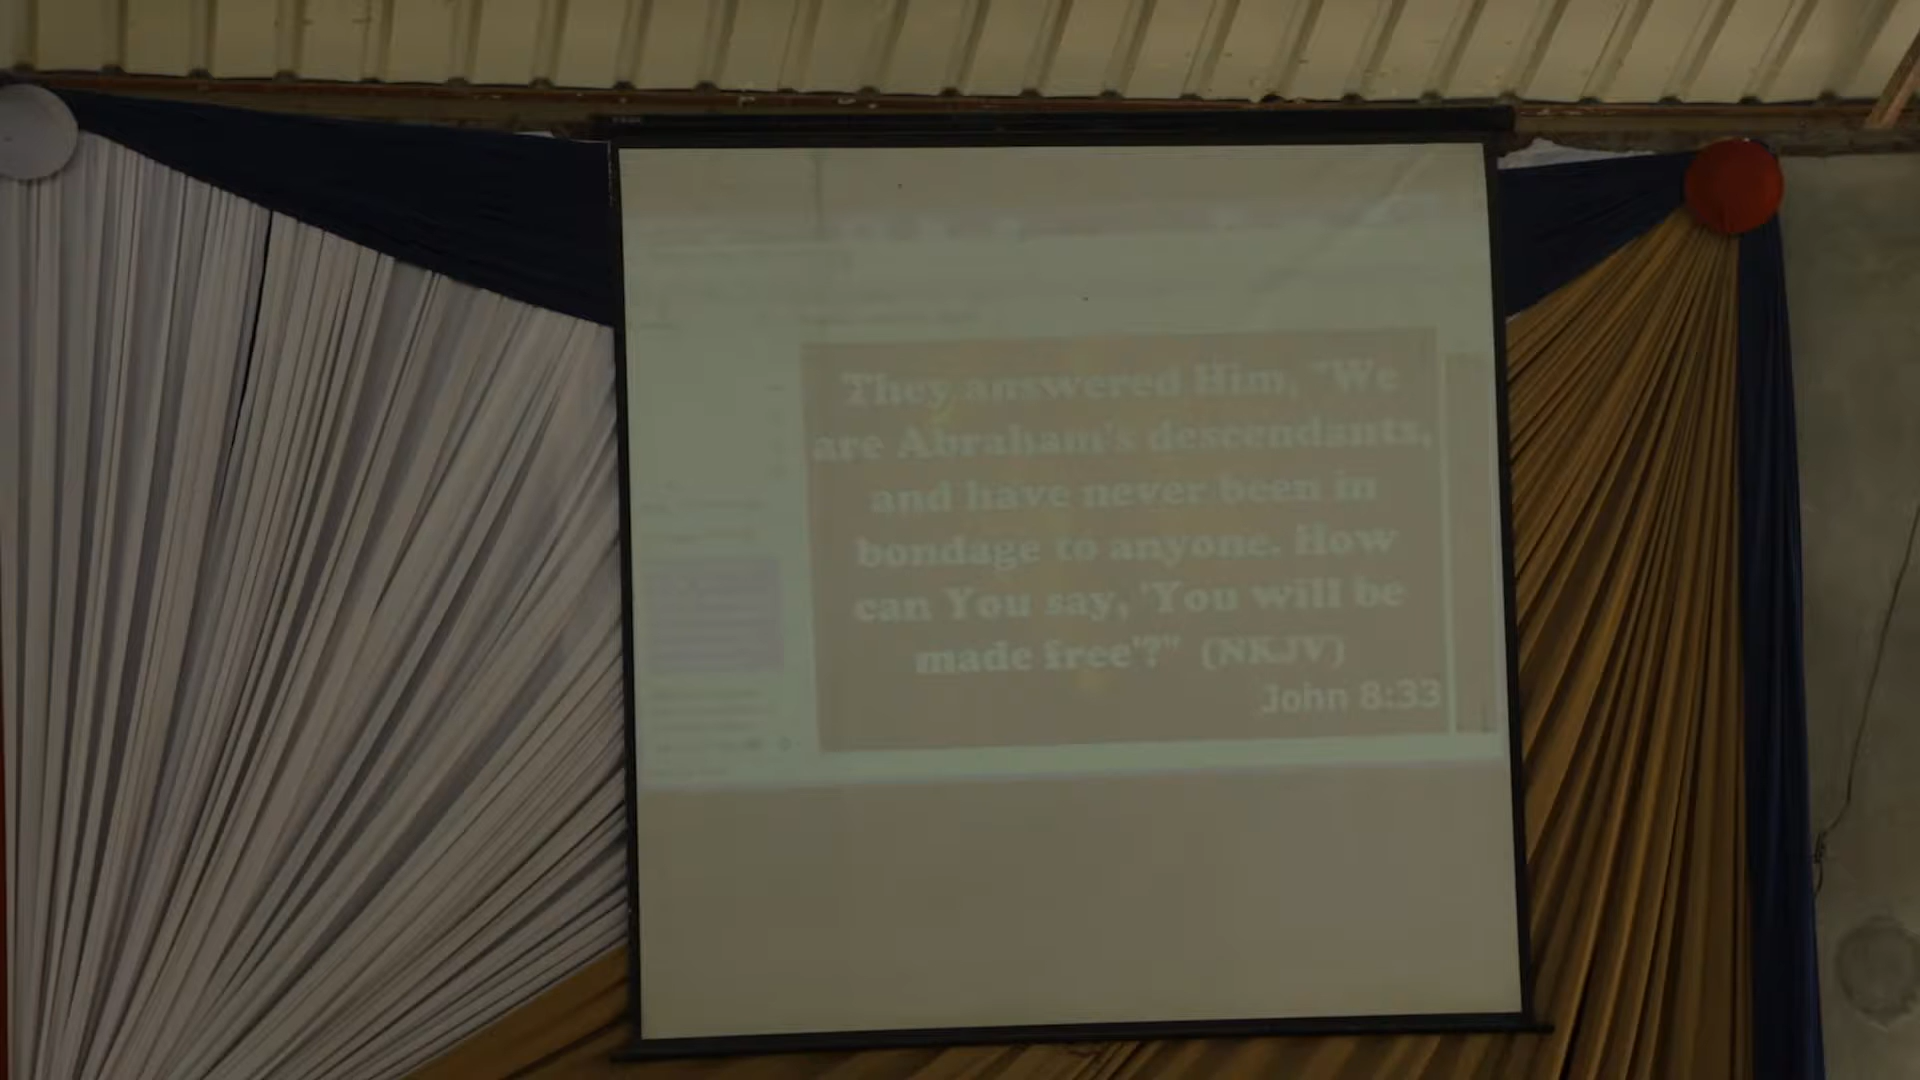 They answered Him, "We
are Abraham's descendants,
and have never been in
bondage to anyone. How
can You say, 'You will be
made free'?" (NKJV)
John 8:33